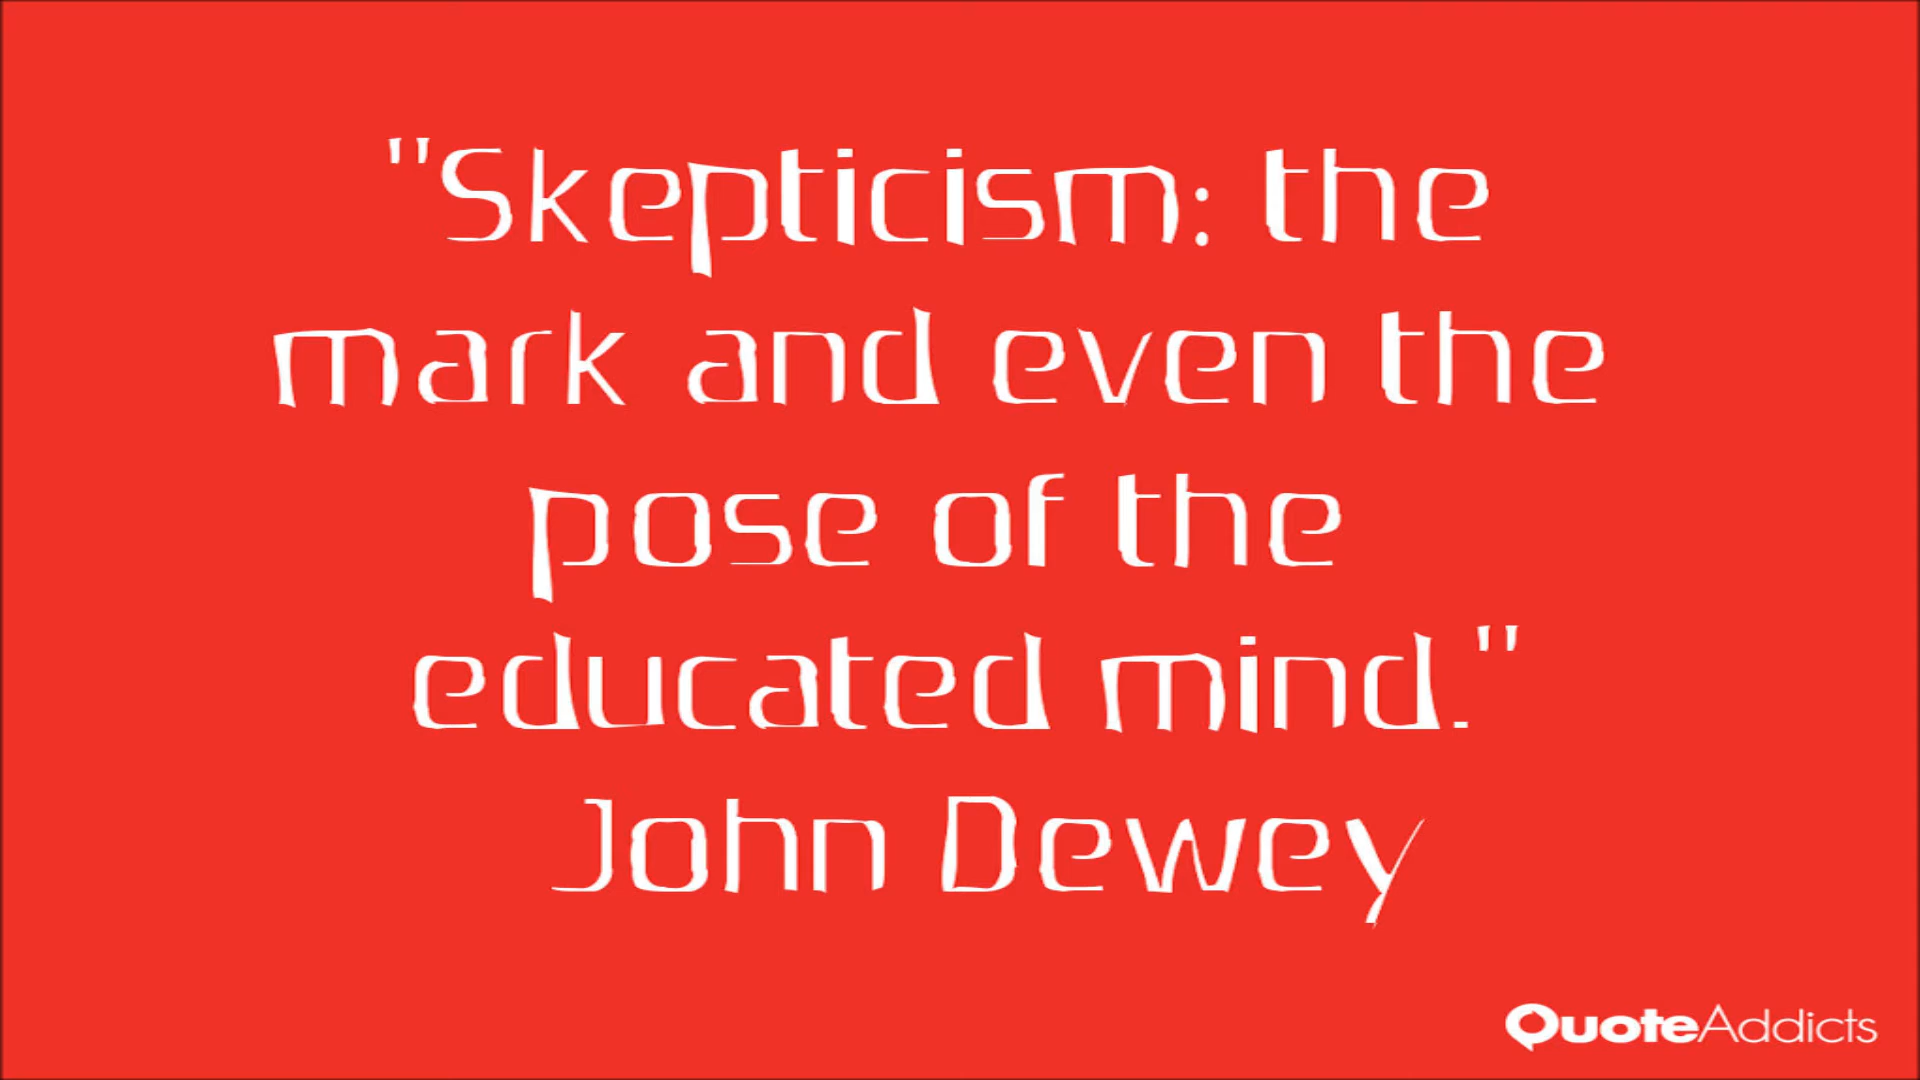 "Skepticism: the
mark and even the
pose of the
educated mind."
John Dewey
QuoteAddicts